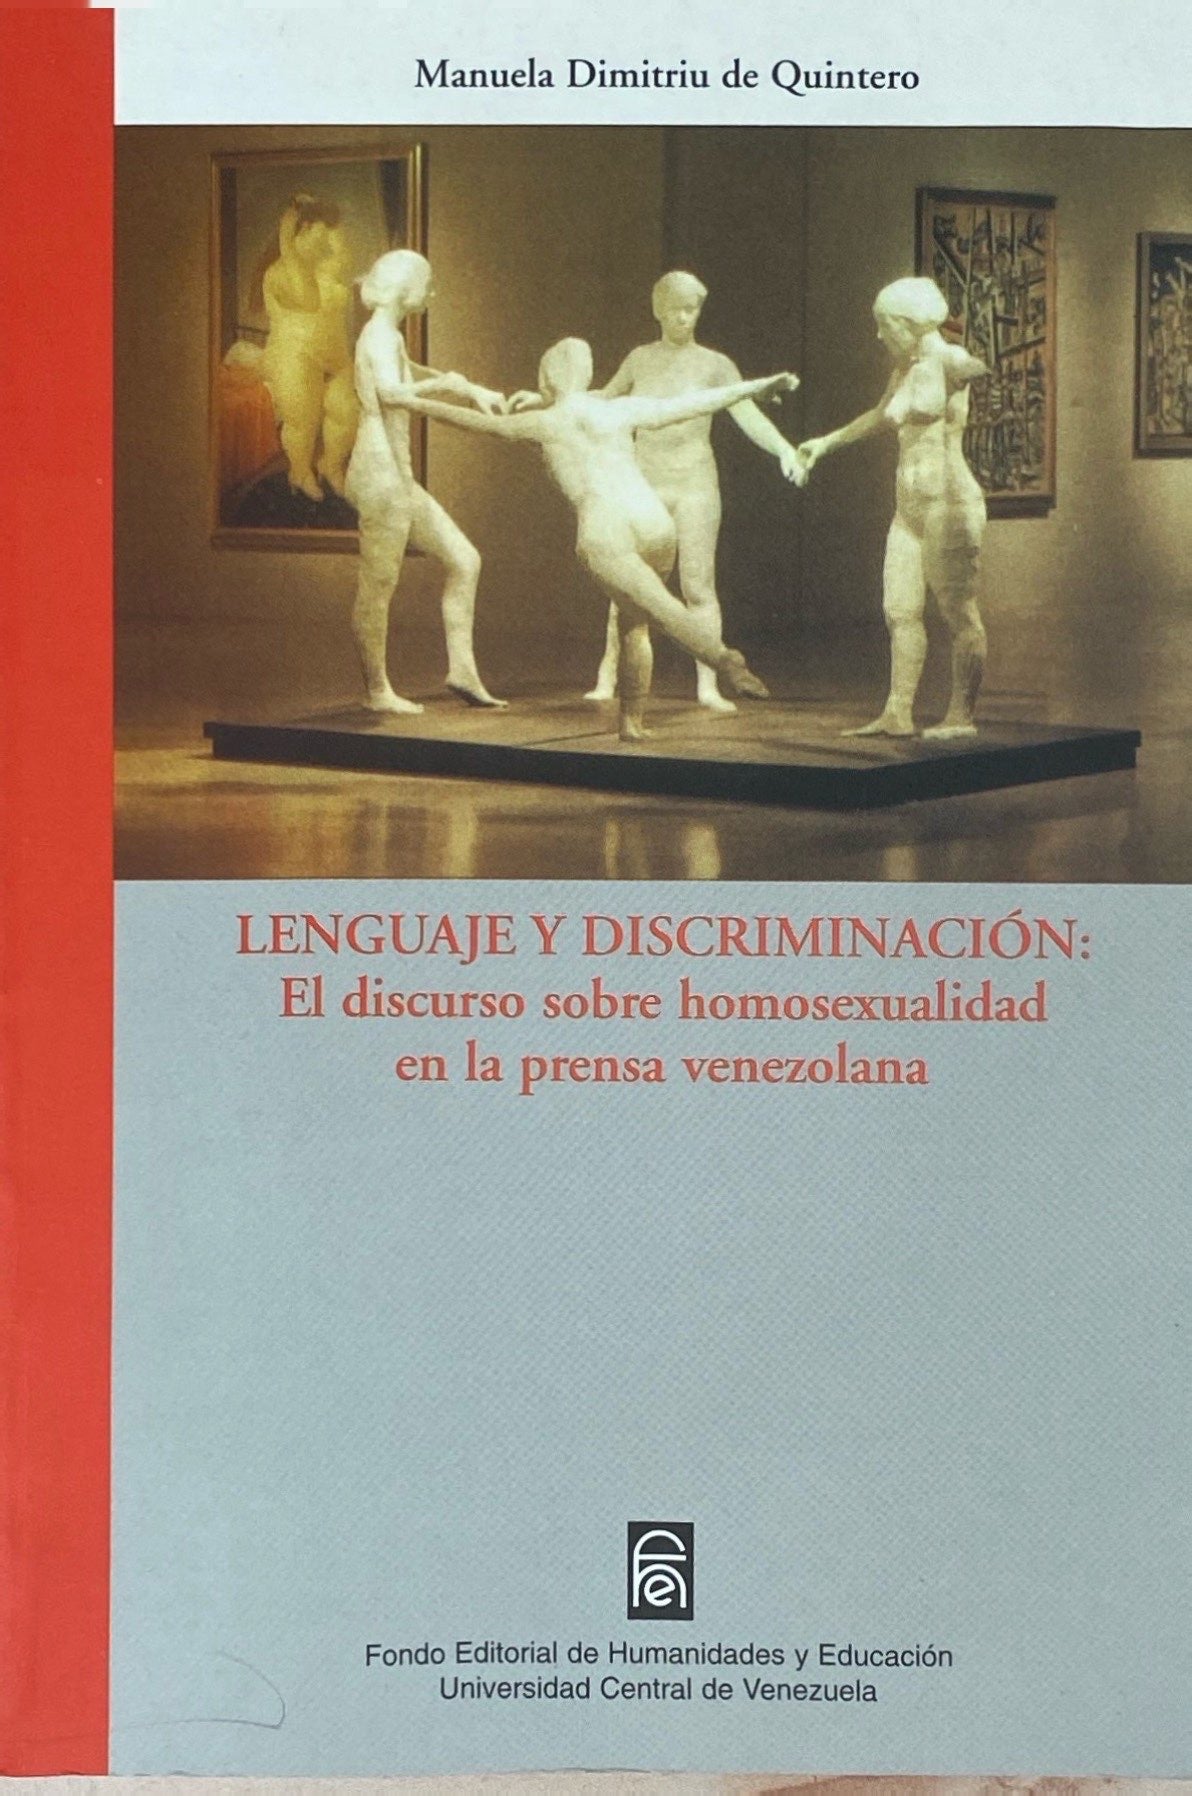 Manuela Dimitriu de Quintero
LENGUAJE Y DISCRIMINACIÓN:
El discurso sobre homosexualidad
en la prensa venezolana
fhe
Fondo Editorial de Humanidades y Educación
Universidad Central de Venezuela